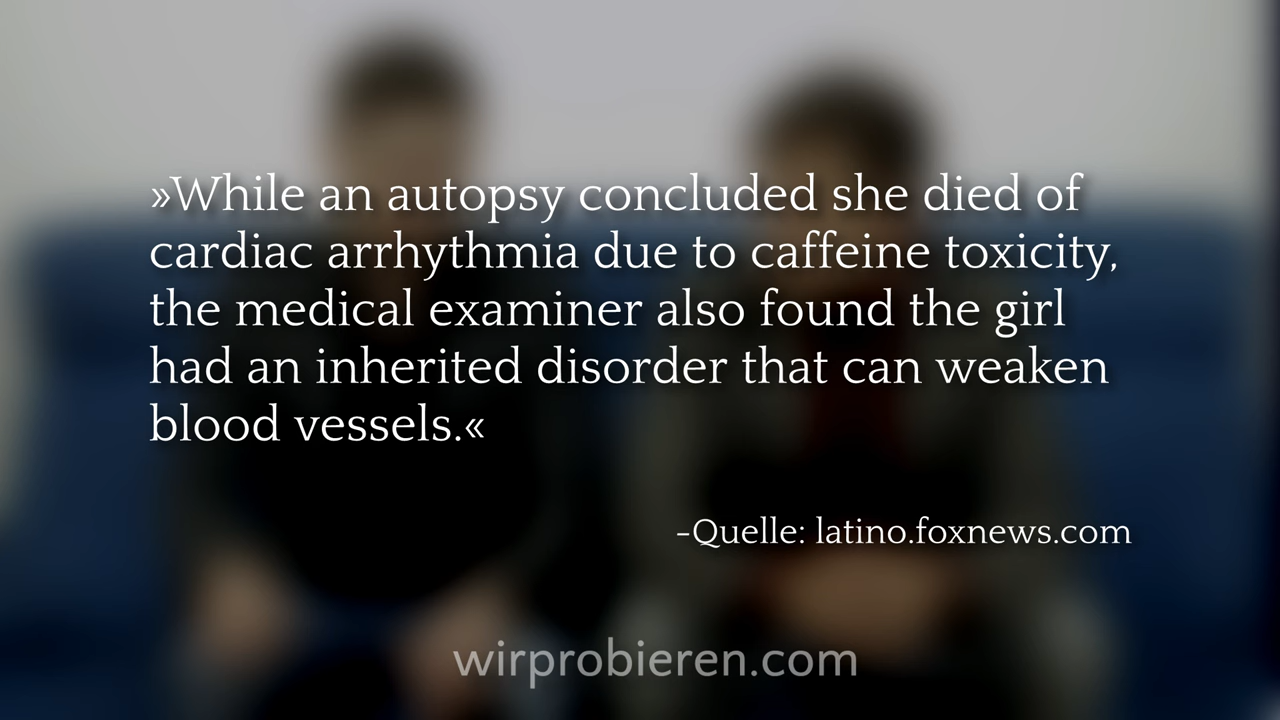 »While an autopsy concluded she died of
cardiac arrhythmia due to caffeine toxicity,
the medical examiner also found the girl
had an inherited disorder that can weaken
blood vessels.«
-Quelle: latino.foxnews.com
wirprobieren.com